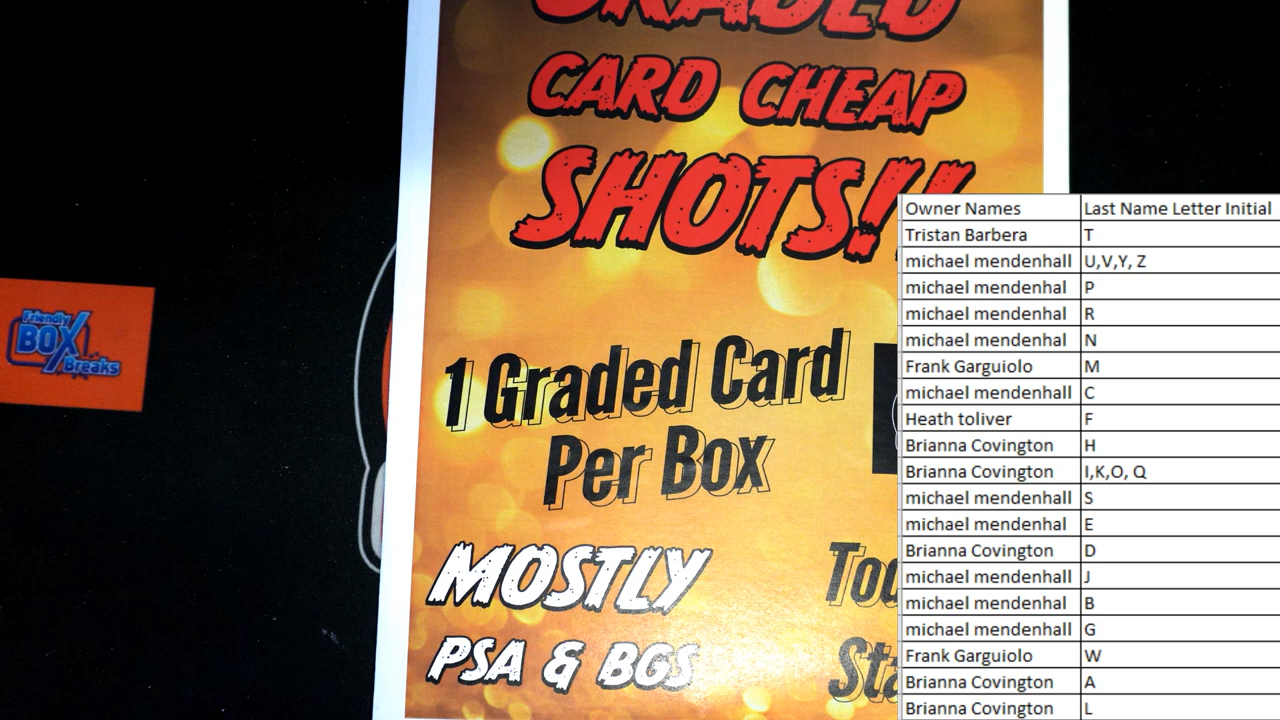 GRADED
CARD CHEAP
SHOTS!!
1 Graded Card
Per Box
MOSTLY
PSA & BGS
Friendly
BOX
Breaks
Owner Names Last Name Letter Initial
Tristan Barbera T
michael mendenhall U,V,Y, Z
michael mendenhal P
michael mendenhal R
michael mendenhal N
Frank Garguiolo M
michael mendenhall C
Heath toliver F
Brianna Covington H
Brianna Covington I,K,O, Q
michael mendenhall S
michael mendenhal E
Brianna Covington D
michael mendenhall J
michael mendenhal B
michael mendenhall G
Frank Garguiolo W
Brianna Covington A
Brianna Covington L